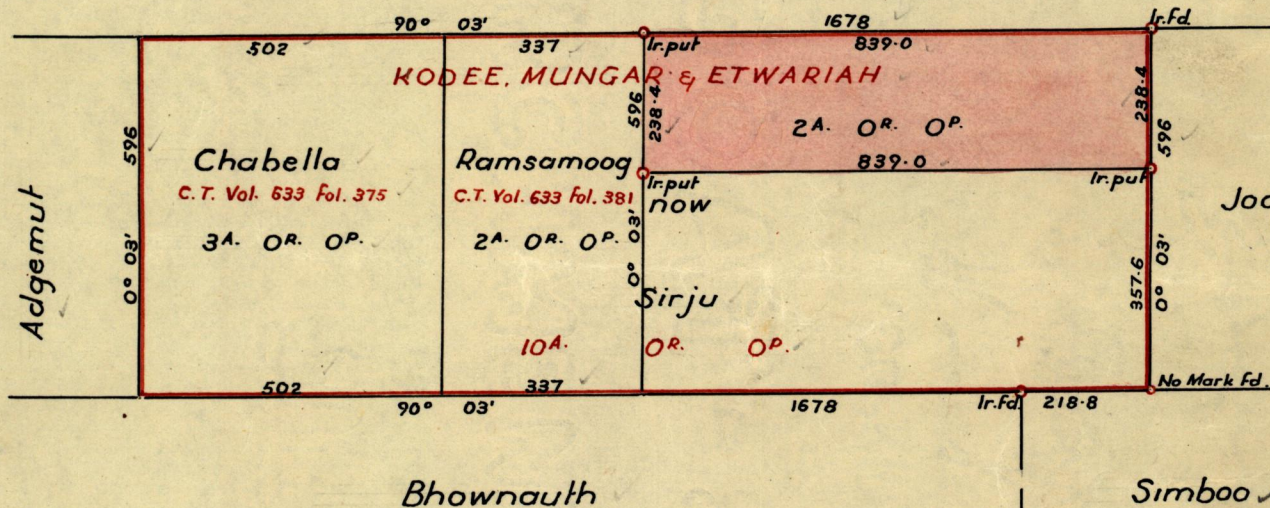 90° 03' 1678 Ir.Fd.
502 337 Ir.put 839.0
KODEE, MUNGAR & ETWARIAH
596 596 238.4 238.4 596
2A. 0R. 0P.
Chabella Ramsamoog 839.0
C.T. Vol. 633 Fol. 375 C.T. Vol. 633 Fol. 381 Ir.put Ir.put
now
3A. 0R. 0P. 2A. 0R. 0P.
Adgemut 0° 03' 0° 03' 357.6 0° 03'
Sirju
10A. 0R. 0P.
502 337 No Mark Fd.
90° 03' 1678 Ir.Fd. 218.8
Bhownauth Simboo